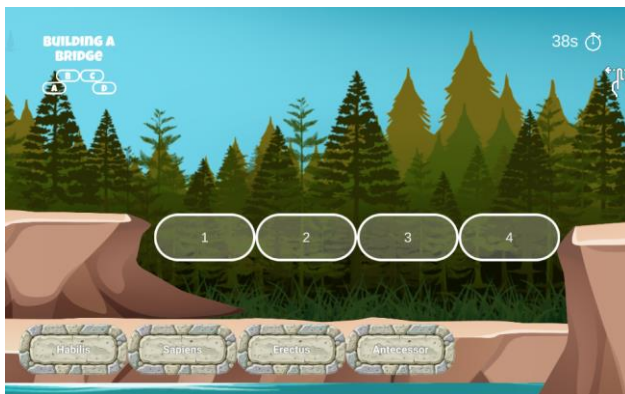 BUILDING A
BRIDGE
B C
A D
38s
1 2 3 4
Habilis Sapiens Erectus Antecessor